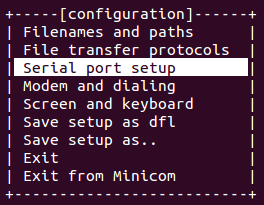 +-----[configuration]------+
| Filenames and paths      |
| File transfer protocols  |
| Serial port setup        |
| Modem and dialing        |
| Screen and keyboard      |
| Save setup as dfl        |
| Save setup as..          |
| Exit                     |
| Exit from Minicom        |
+--------------------------+